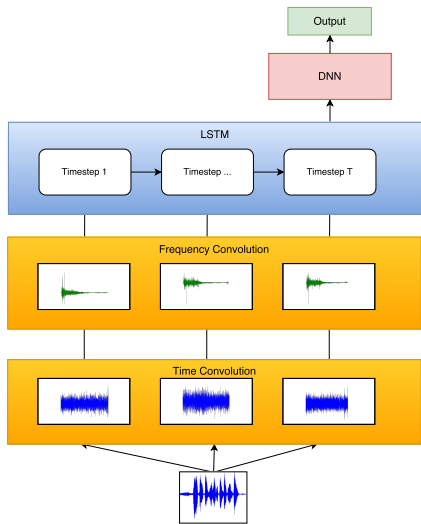 Output
DNN
LSTM
Timestep 1
Timestep ...
Timestep T
Frequency Convolution
Time Convolution